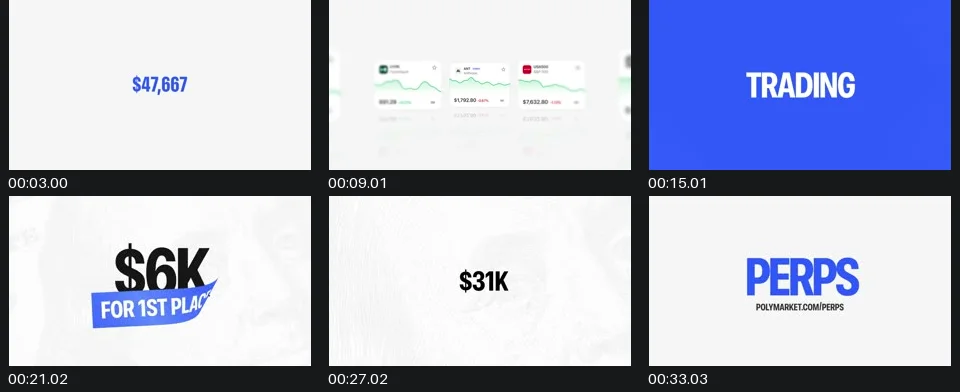 $47,667
$1,792.80
$7,632.80
TRADING
00:03.00
00:09.01
00:15.01
$6K
FOR 1ST PLACE
$31K
PERPS
POLYMARKET.COM/PERPS
00:21.02
00:27.02
00:33.03